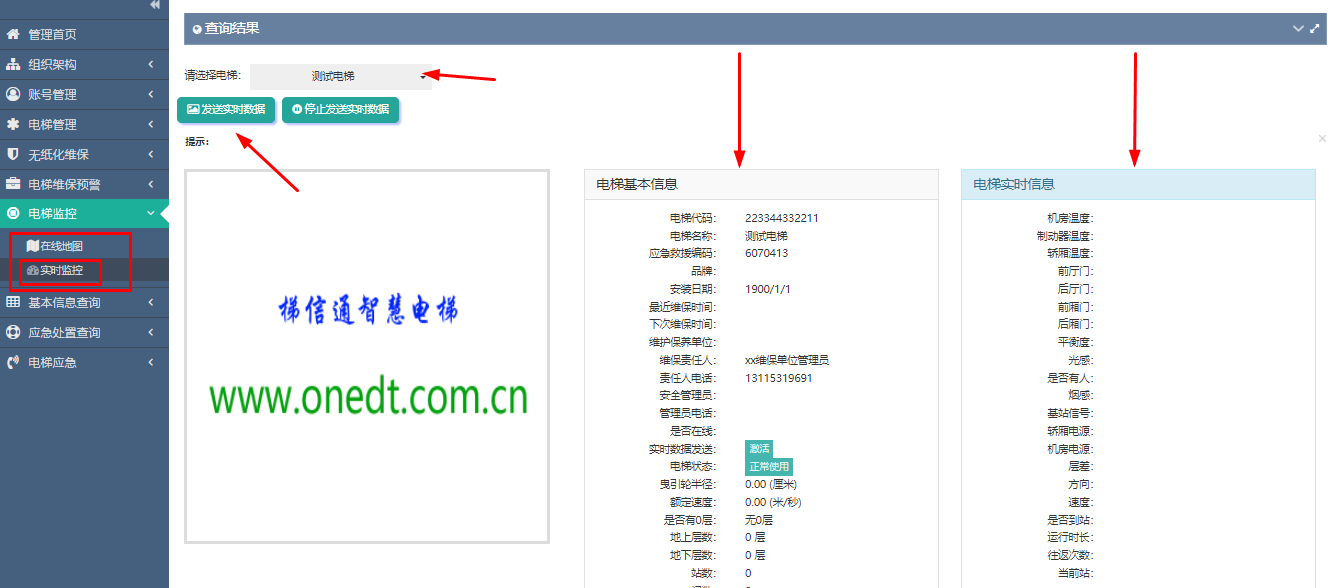 管理首页
组织架构
账号管理
电梯管理
无纸化维保
电梯维保预警
电梯监控
在线地图
实时监控
基本信息查询
应急处置查询
电梯应急
查询结果
请选择电梯: 测试电梯
发送实时数据 停止发送实时数据
提示:
×
梯信通智慧电梯
www.onedt.com.cn
电梯基本信息
电梯代码: 223344332211
电梯名称: 测试电梯
应急救援编码: 6070413
品牌:
安装日期: 1900/1/1
最近维保时间:
下次维保时间:
维护保养单位:
维保责任人: xx维保单位管理员
责任人电话: 13115319691
安全管理员:
管理员电话:
是否在线:
实时数据发送: 激活
电梯状态: 正常使用
曳引轮半径: 0.00 (厘米)
额定速度: 0.00 (米/秒)
是否有0层: 无0层
地上层数: 0 层
地下层数: 0 层
站数: 0
电梯实时信息
机房温度:
制动器温度:
轿厢温度:
前厅门:
后厅门:
前厢门:
后厢门:
平衡度:
光感:
是否有人:
烟感:
基站信号:
轿厢电源:
机房电源:
层差:
方向:
速度:
是否到站:
运行时长:
往返次数:
当前站: